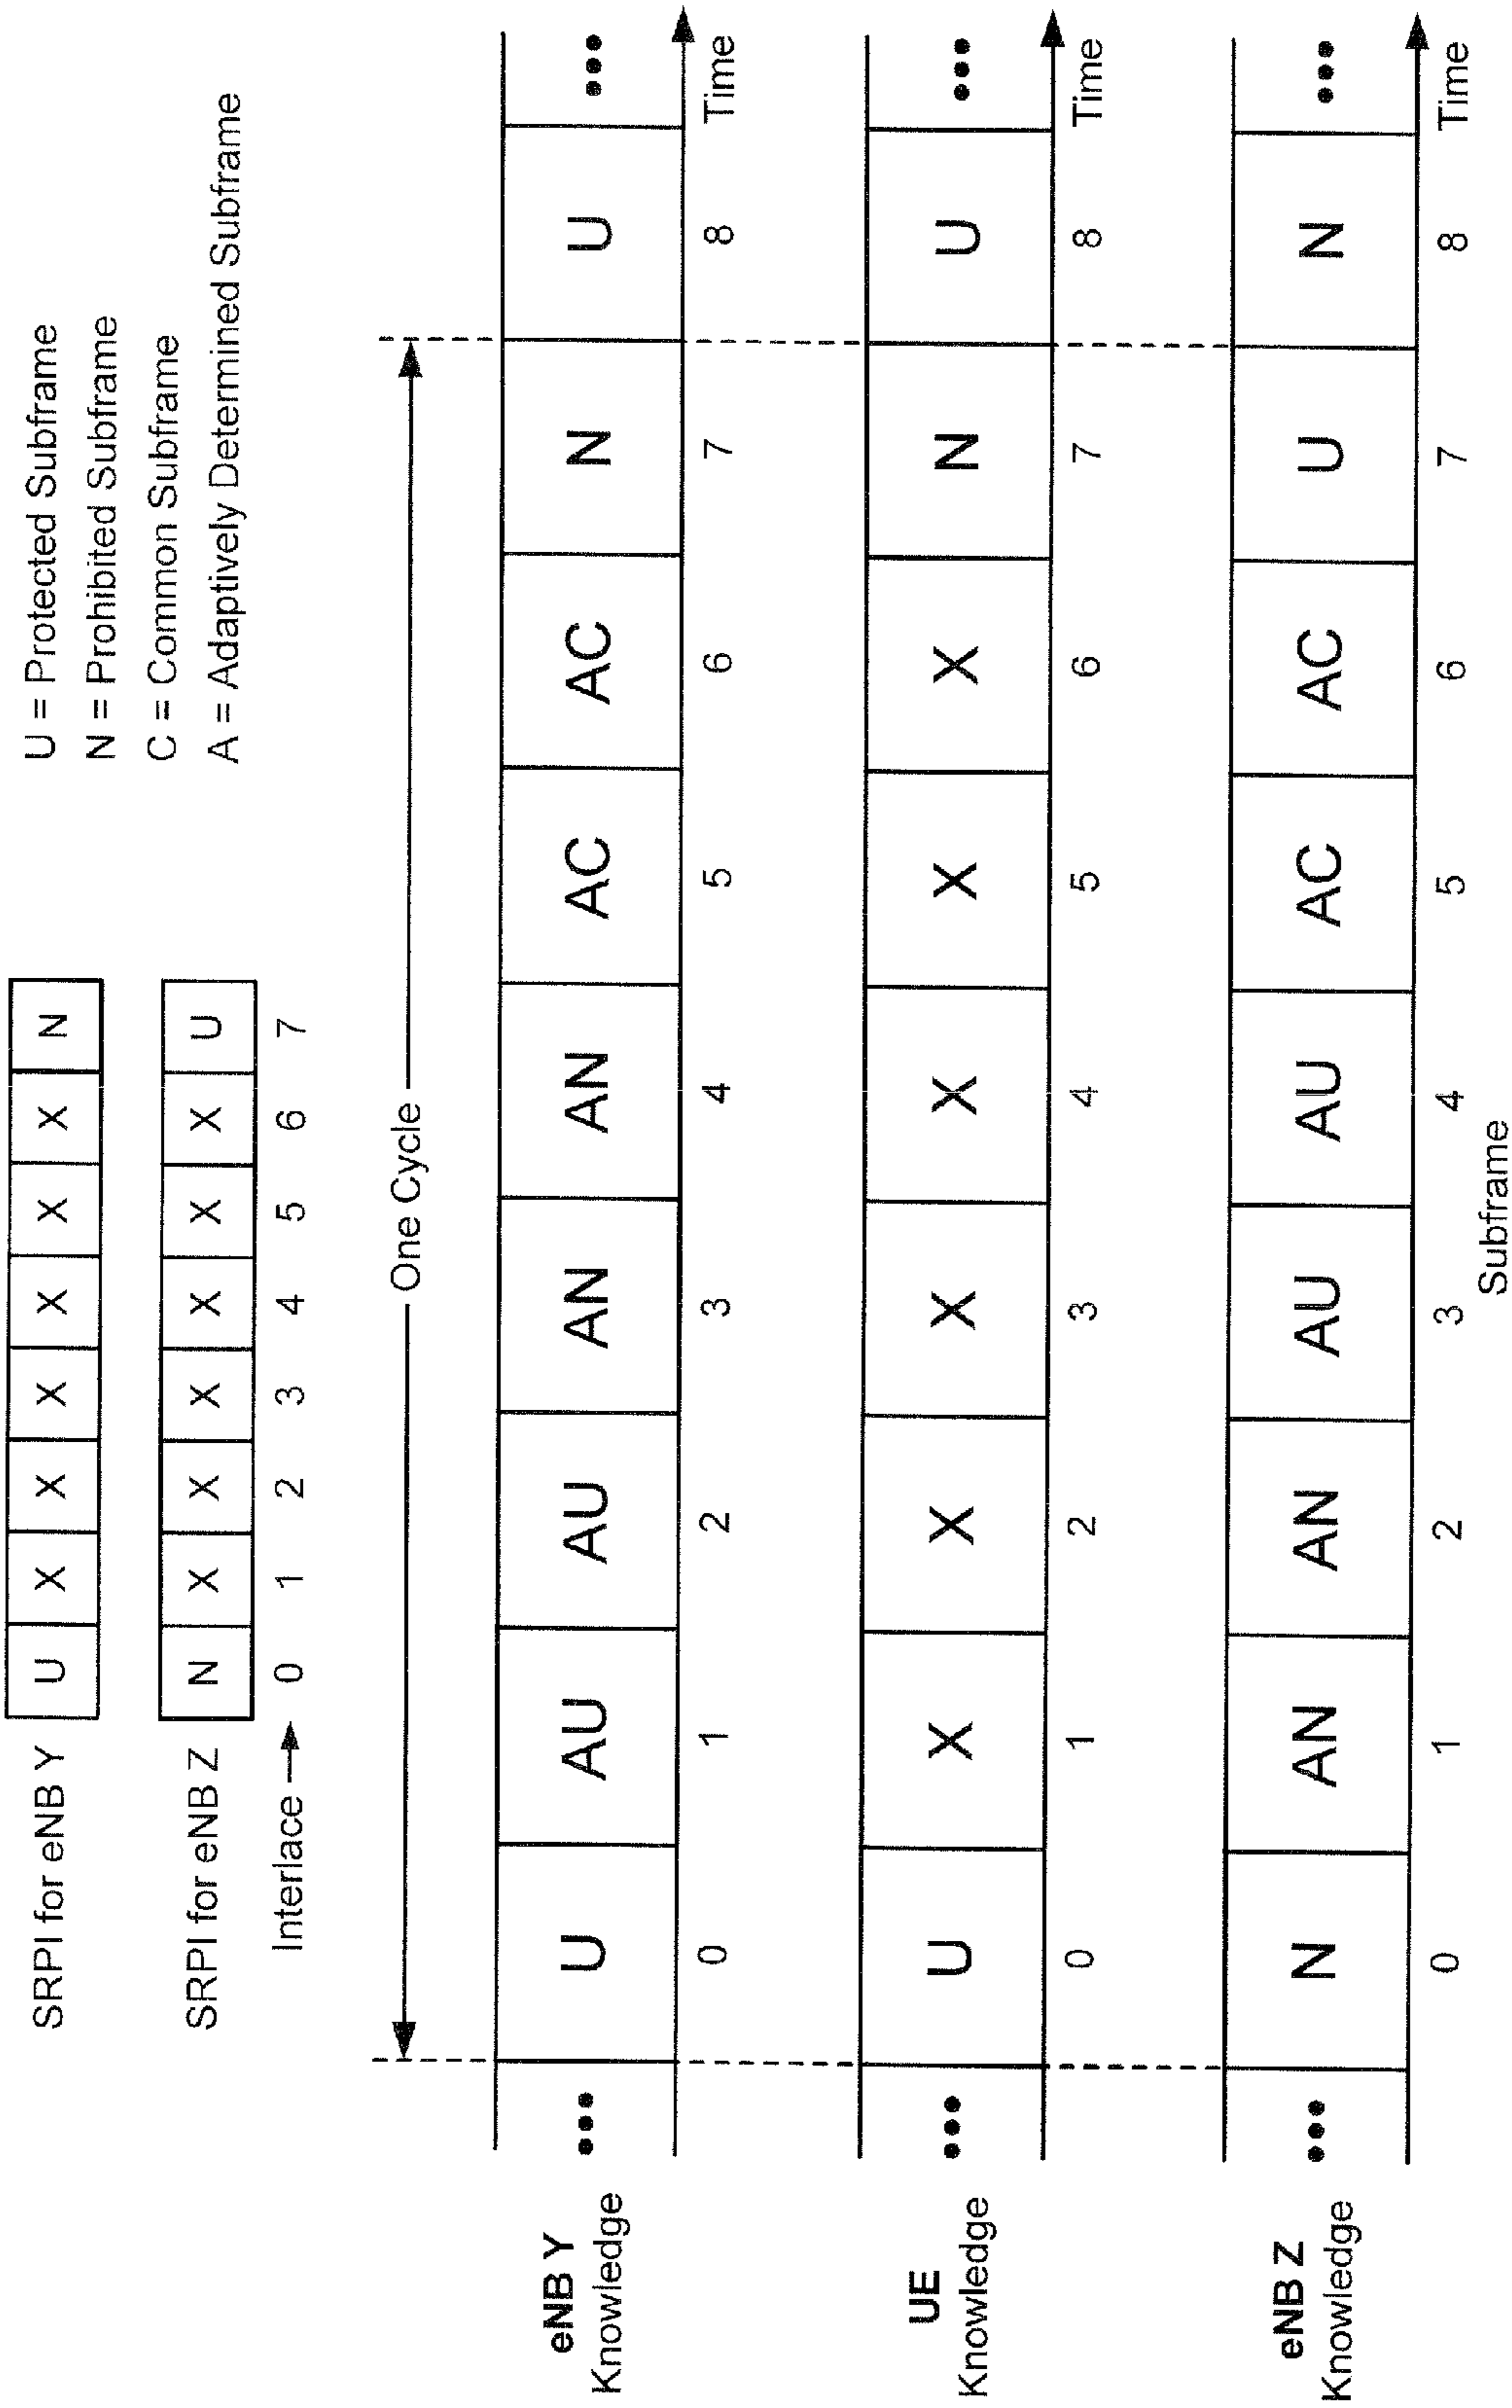 SRPI for eNB Y U X X X X X X N
SRPI for eNB Z N X X X X X X U
Interlace 0 1 2 3 4 5 6 7
U = Protected Subframe
N = Prohibited Subframe
C = Common Subframe
A = Adaptively Determined Subframe
One Cycle
eNB Y
Knowledge
••• U AU AU AN AN AC AC N U •••
0 1 2 3 4 5 6 7 8 Time
UE
Knowledge
••• U X X X X X X N U •••
0 1 2 3 4 5 6 7 8 Time
eNB Z
Knowledge
••• N AN AN AU AU AC AC U N •••
0 1 2 3 4 5 6 7 8 Time
Subframe